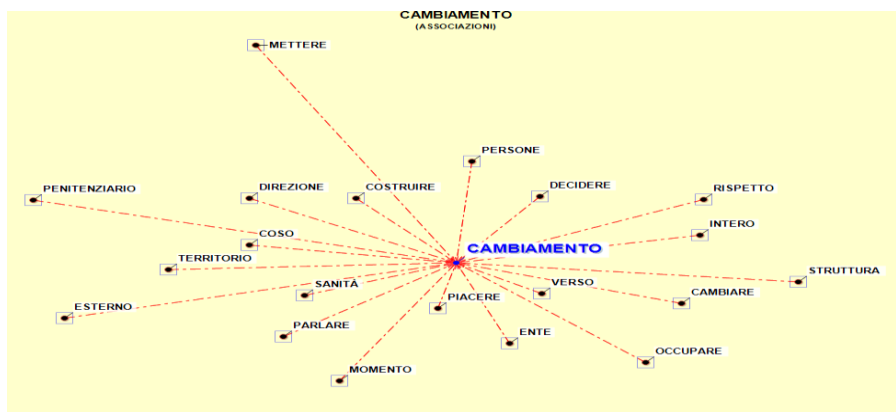 CAMBIAMENTO
(ASSOCIAZIONI)
METTERE
PERSONE
PENITENZIARIO
DIREZIONE
COSTRUIRE
DECIDERE
RISPETTO
INTERO
COSO
CAMBIAMENTO
TERRITORIO
STRUTTURA
SANITÀ
VERSO
CAMBIARE
PIACERE
ESTERNO
PARLARE
ENTE
OCCUPARE
MOMENTO